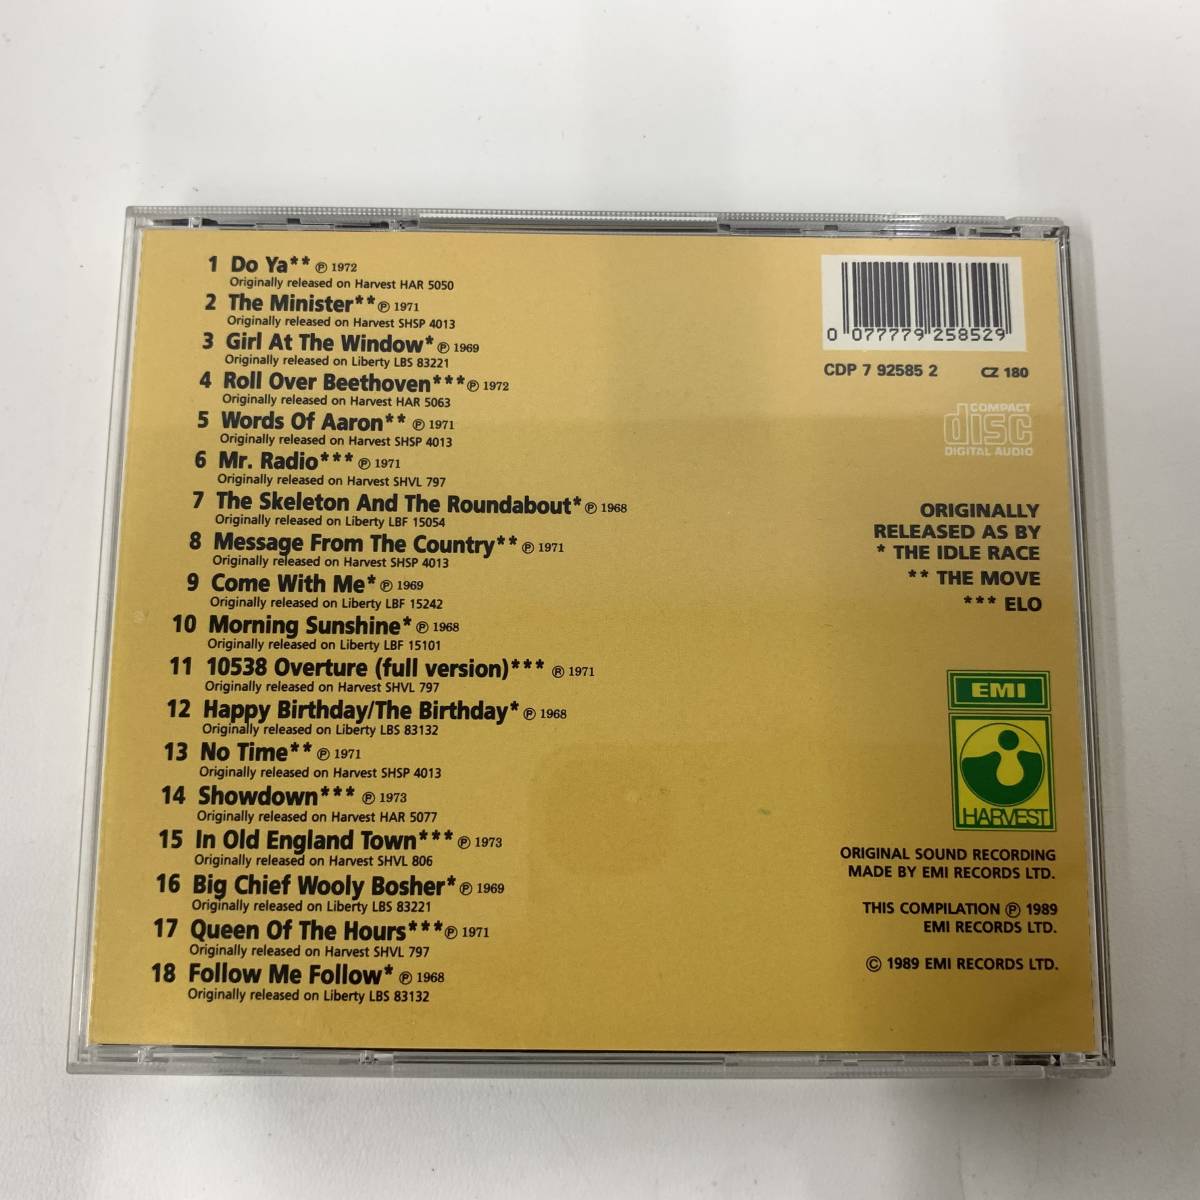 1 Do Ya** ℗ 1972
Originally released on Harvest HAR 5050
2 The Minister** ℗ 1971
Originally released on Harvest SHSP 4013
3 Girl At The Window* ℗ 1969
Originally released on Liberty LBS 83221
4 Roll Over Beethoven*** ℗ 1972
Originally released on Harvest HAR 5063
5 Words Of Aaron** ℗ 1971
Originally released on Harvest SHSP 4013
6 Mr. Radio*** ℗ 1971
Originally released on Harvest SHVL 797
7 The Skeleton And The Roundabout* ℗ 1968
Originally released on Liberty LBF 15054
8 Message From The Country** ℗ 1971
Originally released on Harvest SHSP 4013
9 Come With Me* ℗ 1969
Originally released on Liberty LBF 15242
10 Morning Sunshine* ℗ 1968
Originally released on Liberty LBF 15101
11 10538 Overture (full version)*** ® 1971
Originally released on Harvest SHVL 797
12 Happy Birthday/The Birthday* ℗ 1968
Originally released on Liberty LBS 83132
13 No Time** ℗ 1971
Originally released on Harvest SHSP 4013
14 Showdown*** ℗ 1973
Originally released on Harvest HAR 5077
15 In Old England Town*** ℗ 1973
Originally released on Harvest SHVL 806
16 Big Chief Wooly Bosher* ℗ 1969
Originally released on Liberty LBS 83221
17 Queen Of The Hours*** ℗ 1971
Originally released on Harvest SHVL 797
18 Follow Me Follow* ℗ 1968
Originally released on Liberty LBS 83132
0 077779 258529
CDP 7 92585 2 CZ 180
COMPACT
disc
DIGITAL AUDIO
ORIGINALLY
RELEASED AS BY
* THE IDLE RACE
** THE MOVE
*** ELO
EMI
HARVEST
ORIGINAL SOUND RECORDING
MADE BY EMI RECORDS LTD.
THIS COMPILATION ℗ 1989
EMI RECORDS LTD.
© 1989 EMI RECORDS LTD.